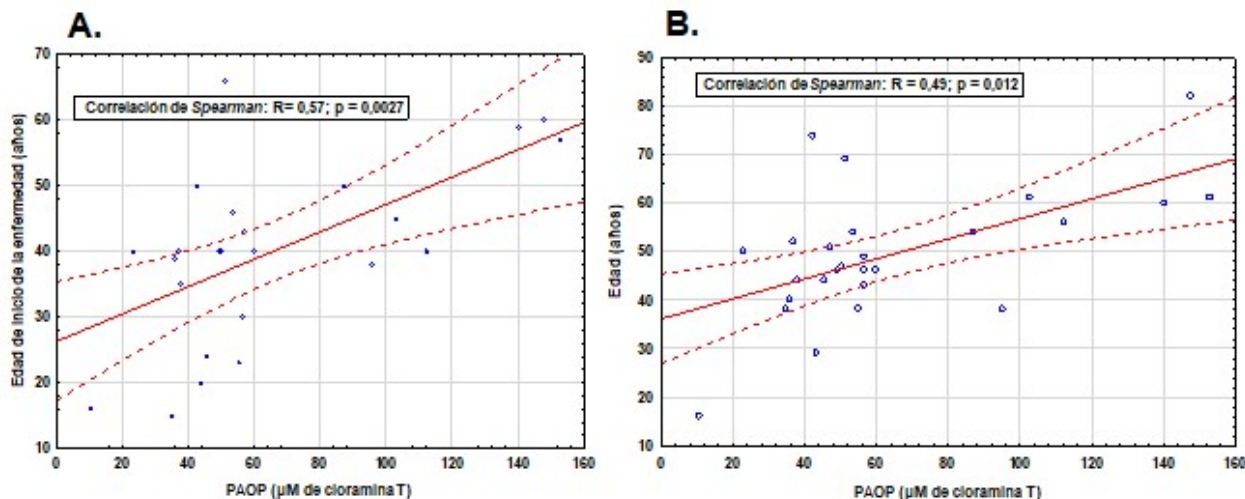 A.
Correlación de Spearman: R= 0,57; p = 0,0027
Edad de inicio de la enfermedad (años)
70
60
50
40
30
20
10
0 20 40 60 80 100 120 140 160
PAOP (µM de cloramina T)
B.
Correlación de Spearman: R = 0,49; p = 0,012
Edad (años)
90
80
70
60
50
40
30
20
10
0 20 40 60 80 100 120 140 160
PAOP (µM de cloramina T)